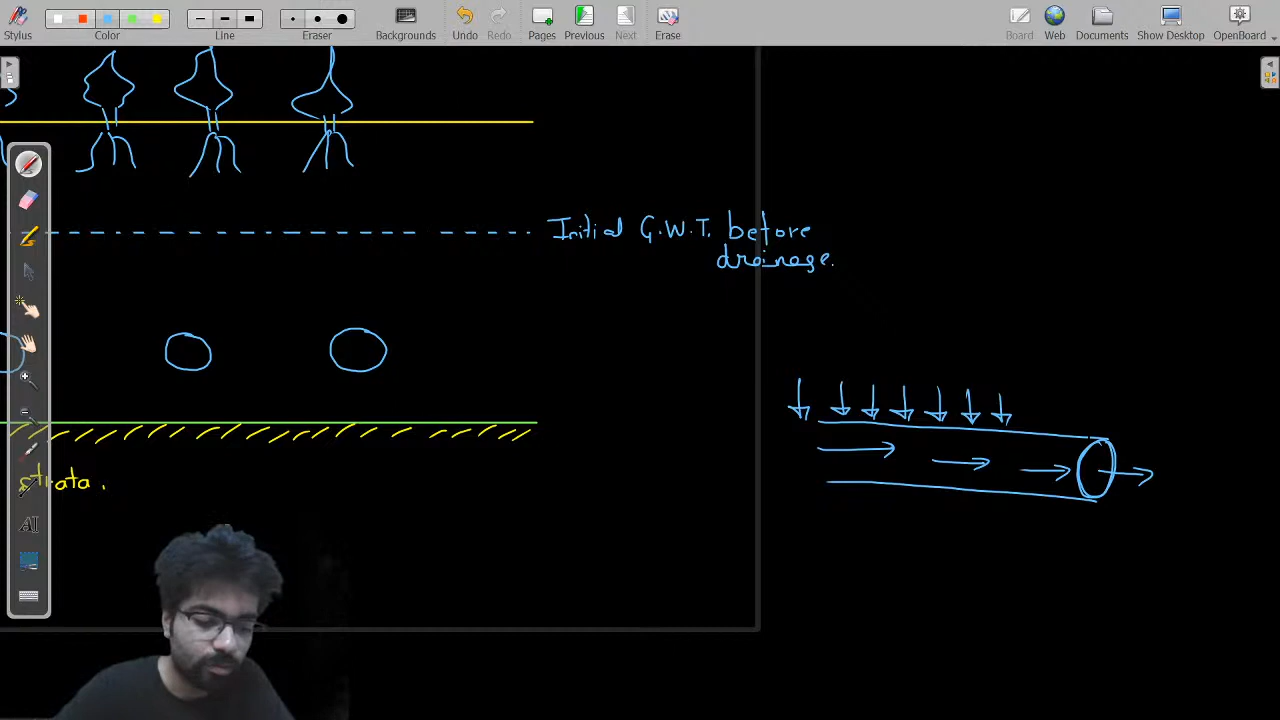 Stylus Color Line Eraser Backgrounds Undo Redo Pages Previous Next Erase Board Web Documents Show Desktop OpenBoard
Initial G.W.T. before
drainage.
strata.
AI